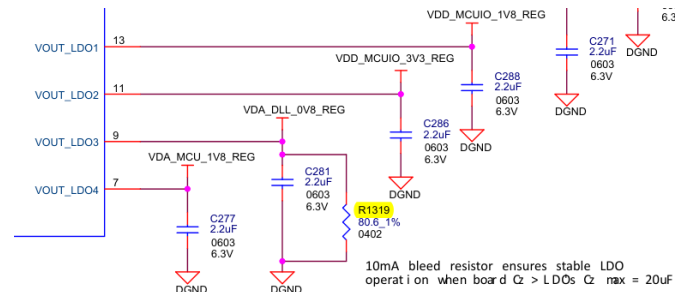 VDD_MCUIO_1V8_REG
6.3
VOUT_LDO1
13
C271
2.2uF
0603
6.3V
DGND
DGND
VDD_MCUIO_3V3_REG
C288
2.2uF
0603
6.3V
DGND
VOUT_LDO2
11
VDA_DLL_0V8_REG
C286
2.2uF
0603
6.3V
DGND
VOUT_LDO3
9
VDA_MCU_1V8_REG
C281
2.2uF
0603
6.3V
DGND
VOUT_LDO4
7
R1319
80.6_1%
0402
C277
2.2uF
0603
6.3V
DGND
10mA bleed resistor ensures stable LDO
operation when board Cz > LDOs Cz max = 20uF